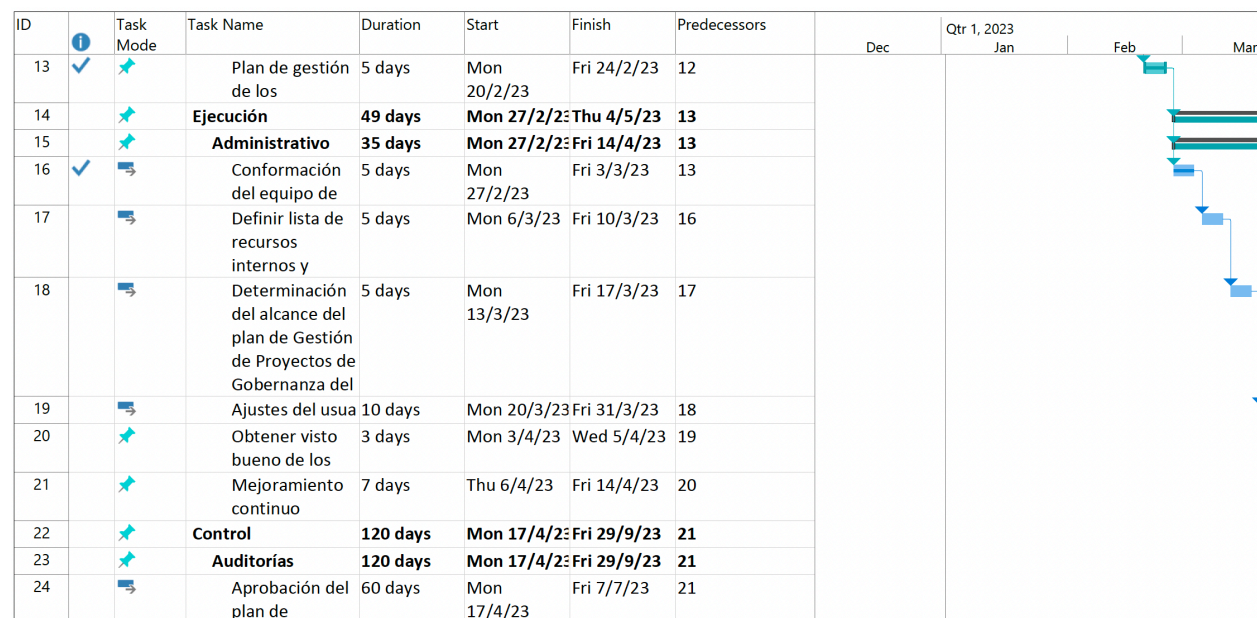 ID Task Mode Task Name Duration Start Finish Predecessors
Qtr 1, 2023
Dec Jan Feb Mar
13 Plan de gestión 5 days Mon Fri 24/2/23 12
de los 20/2/23
14 Ejecución 49 days Mon 27/2/23 Thu 4/5/23 13
15 Administrativo 35 days Mon 27/2/23 Fri 14/4/23 13
16 Conformación 5 days Mon Fri 3/3/23 13
del equipo de 27/2/23
17 Definir lista de 5 days Mon 6/3/23 Fri 10/3/23 16
recursos
internos y
18 Determinación 5 days Mon Fri 17/3/23 17
del alcance del 13/3/23
plan de Gestión
de Proyectos de
Gobernanza del
19 Ajustes del usua 10 days Mon 20/3/23 Fri 31/3/23 18
20 Obtener visto 3 days Mon 3/4/23 Wed 5/4/23 19
bueno de los
21 Mejoramiento 7 days Thu 6/4/23 Fri 14/4/23 20
continuo
22 Control 120 days Mon 17/4/23 Fri 29/9/23 21
23 Auditorías 120 days Mon 17/4/23 Fri 29/9/23 21
24 Aprobación del 60 days Mon Fri 7/7/23 21
plan de 17/4/23